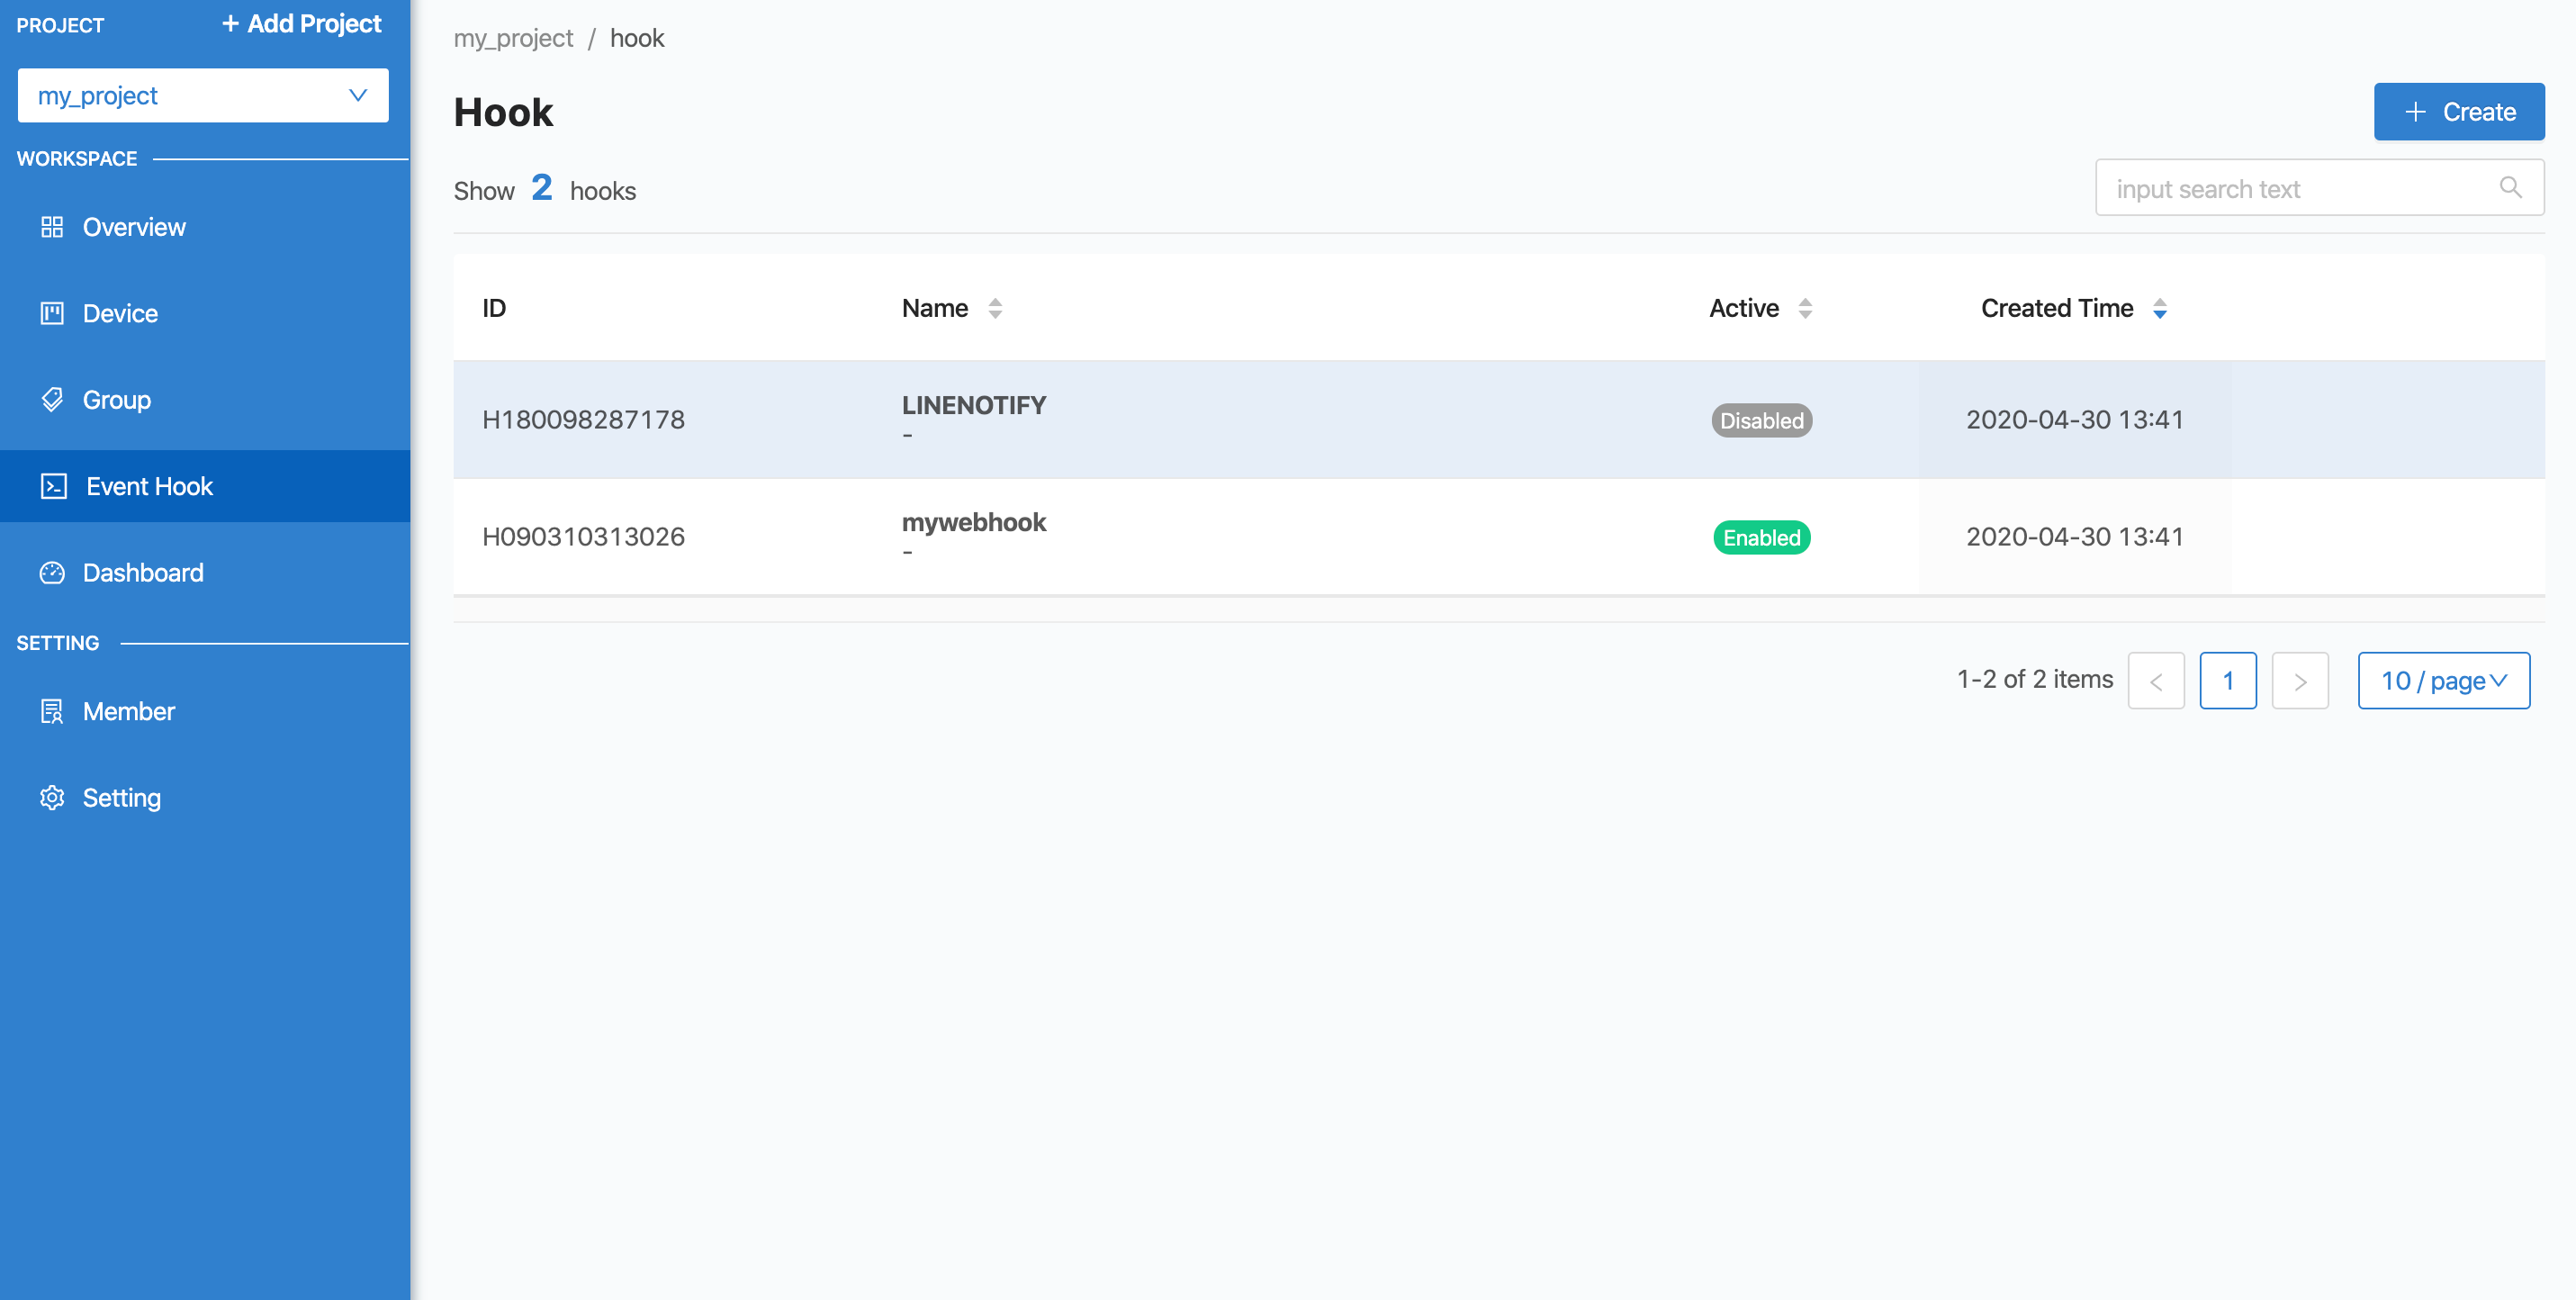 PROJECT
+ Add Project
my_project
WORKSPACE
Overview
Device
Group
Event Hook
Dashboard
SETTING
Member
Setting
my_project / hook
Hook
+ Create
Show 2 hooks
input search text
ID Name Active Created Time
H180098287178 LINENOTIFY Disabled 2020-04-30 13:41
-
H090310313026 mywebhook Enabled 2020-04-30 13:41
-
1-2 of 2 items < 1 > 10 / page